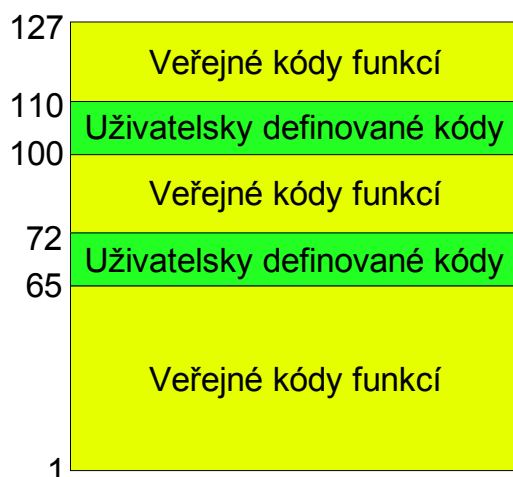 127
Veřejné kódy funkcí
110
Uživatelsky definované kódy
100
Veřejné kódy funkcí
72
Uživatelsky definované kódy
65
Veřejné kódy funkcí
1